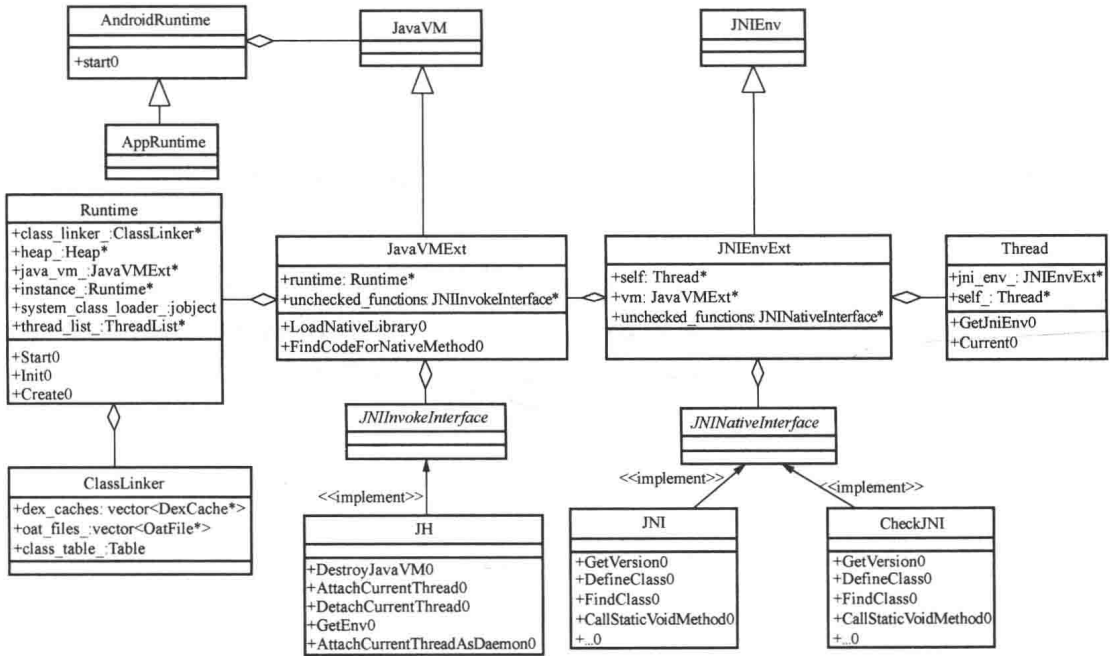 AndroidRuntime
+start0
JavaVM
JNIEnv
AppRuntime
Runtime
+class_linker_:ClassLinker*
+heap_:Heap*
+java_vm_:JavaVMExt*
+instance_:Runtime*
+system_class_loader_:jobject
+thread_list_:ThreadList*
+Start0
+Init0
+Create0
JavaVMExt
+runtime: Runtime*
+unchecked_functions: JNIInvokeInterface*
+LoadNativeLibrary0
+FindCodeForNativeMethod0
JNIEnvExt
+self: Thread*
+vm: JavaVMExt*
+unchecked_functions: JNINativeInterface*
Thread
+jni_env_: JNIEnvExt*
+self_: Thread*
+GetJniEnv0
+Current0
JNIInvokeInterface
JNINativeInterface
ClassLinker
+dex_caches: vector<DexCache*>
+oat_files_:vector<OatFile*>
+class_table_:Table
<<implement>>
<<implement>>
<<implement>>
JH
+DestroyJavaVM0
+AttachCurrentThread0
+DetachCurrentThread0
+GetEnv0
+AttachCurrentThreadAsDaemon0
JNI
+GetVersion0
+DefineClass0
+FindClass0
+CallStaticVoidMethod0
+...0
CheckJNI
+GetVersion0
+DefineClass0
+FindClass0
+CallStaticVoidMethod0
+...0